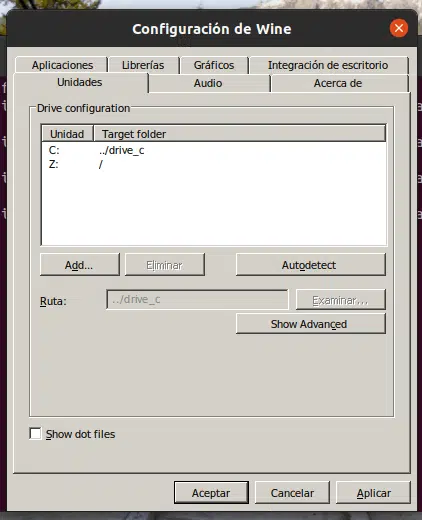 Configuración de Wine
Aplicaciones Librerías Gráficos Integración de escritorio
Unidades Audio Acerca de
Drive configuration
Unidad Target folder
C: ../drive_c
Z: /
Add... Eliminar Autodetect
Ruta: ../drive_c Examinar...
Show Advanced
Show dot files
Aceptar Cancelar Aplicar